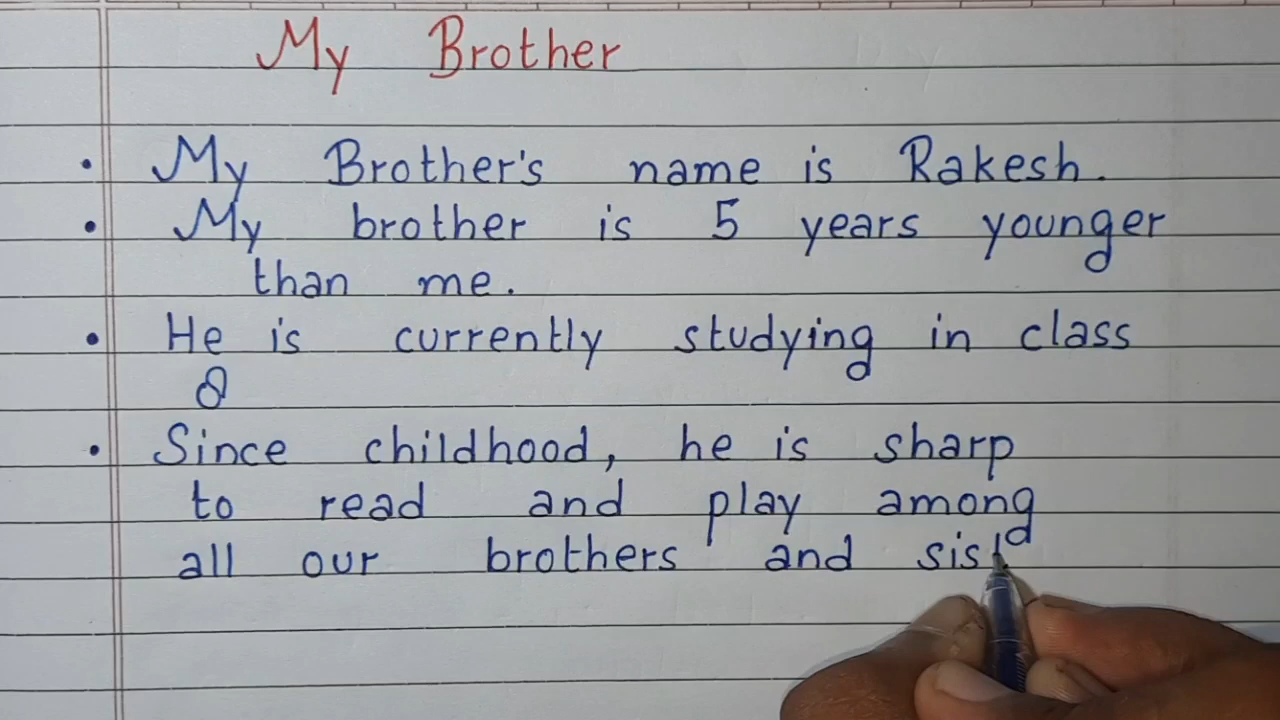 My Brother
• My Brother's name is Rakesh.
• My brother is 5 years younger
than me.
• He is currently studying in class
8
• Since childhood, he is sharp
to read and play among
all our brothers and sis